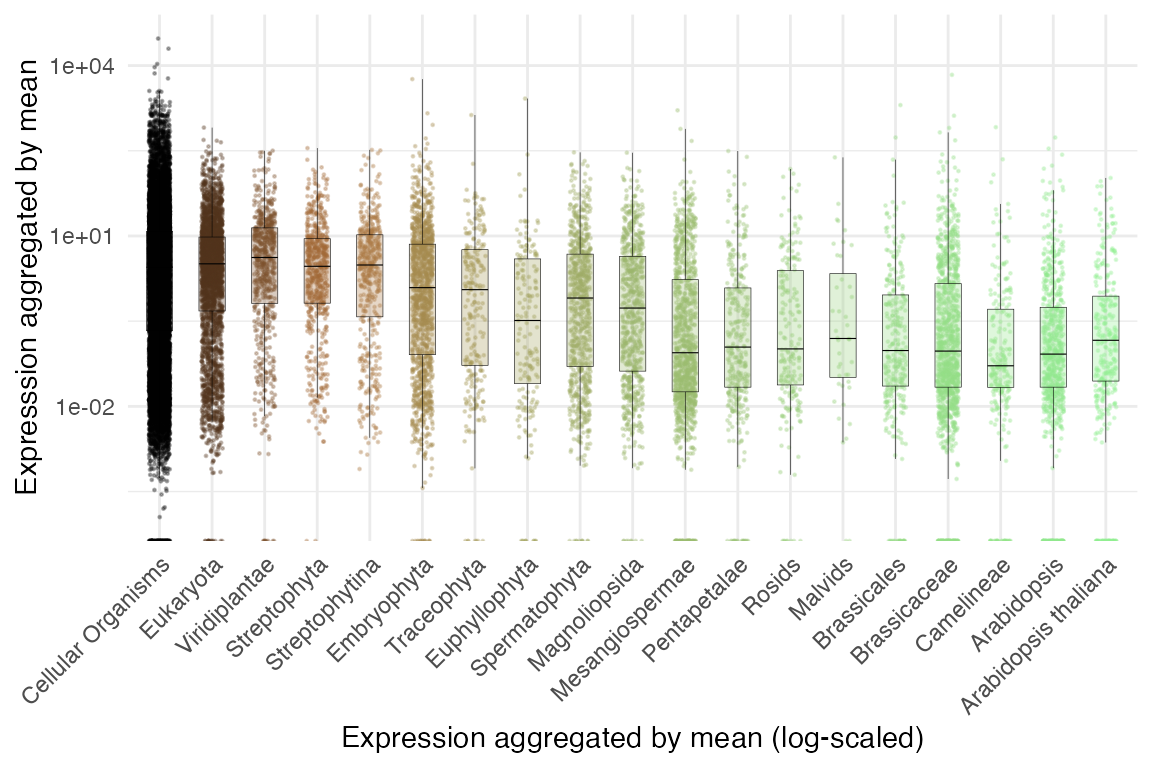 Expression aggregated by mean
1e+04
1e+01
1e-02
Cellular Organisms
Eukaryota
Viridiplantae
Streptophyta
Streptophytina
Embryophyta
Traceophyta
Euphyllophyta
Spermatophyta
Magnoliopsida
Mesangiospermae
Pentapetalae
Rosids
Malvids
Brassicales
Brassicaceae
Camelineae
Arabidopsis
Arabidopsis thaliana
Expression aggregated by mean (log-scaled)